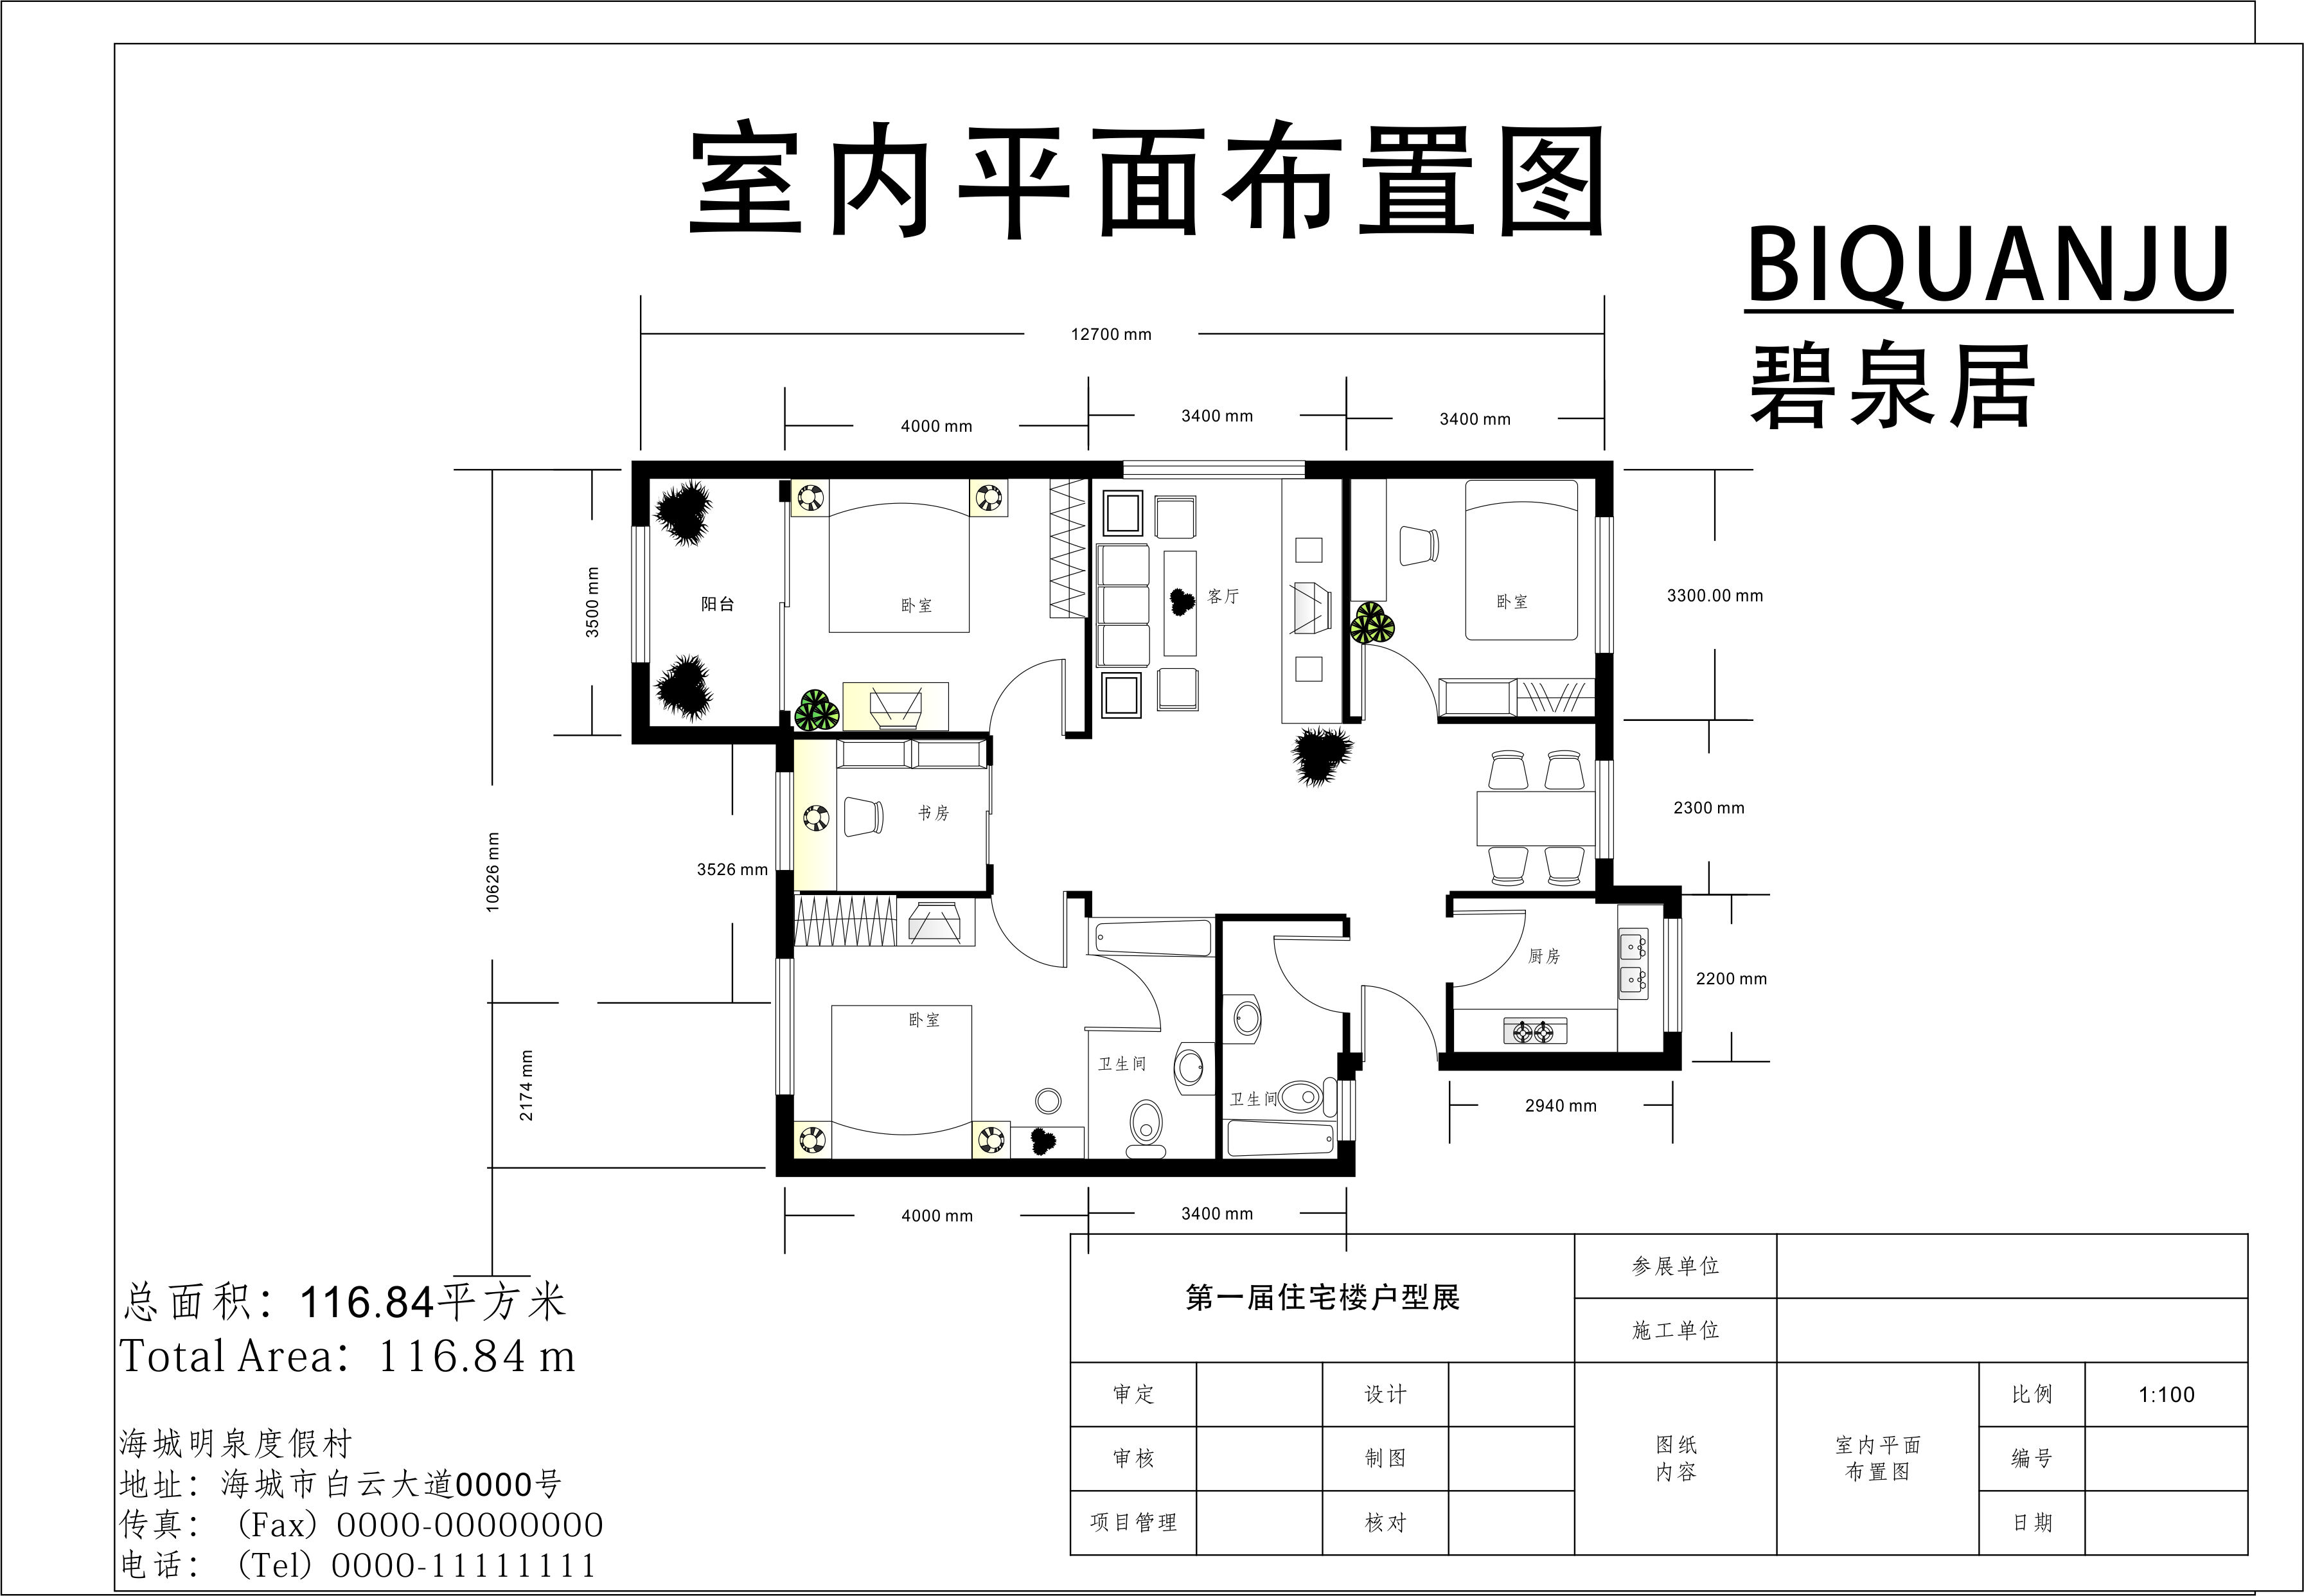 室内平面布置图
BIQUANJU
碧泉居
12700 mm
4000 mm
3400 mm
3400 mm
3500 mm
10626 mm
3526 mm
2174 mm
3300.00 mm
2300 mm
2200 mm
2940 mm
4000 mm
3400 mm
阳台
卧室
客厅
卧室
书房
卧室
卫生间
卫生间
厨房
总面积：116.84平方米
Total Area：116.84 m
海城明泉度假村
地址：海城市白云大道0000号
传真：（Fax）0000-00000000
电话：（Tel）0000-11111111
第一届住宅楼户型展
参展单位
施工单位
审定
设计
审核
制图
项目管理
核对
图纸
内容
室内平面
布置图
比例
1:100
编号
日期